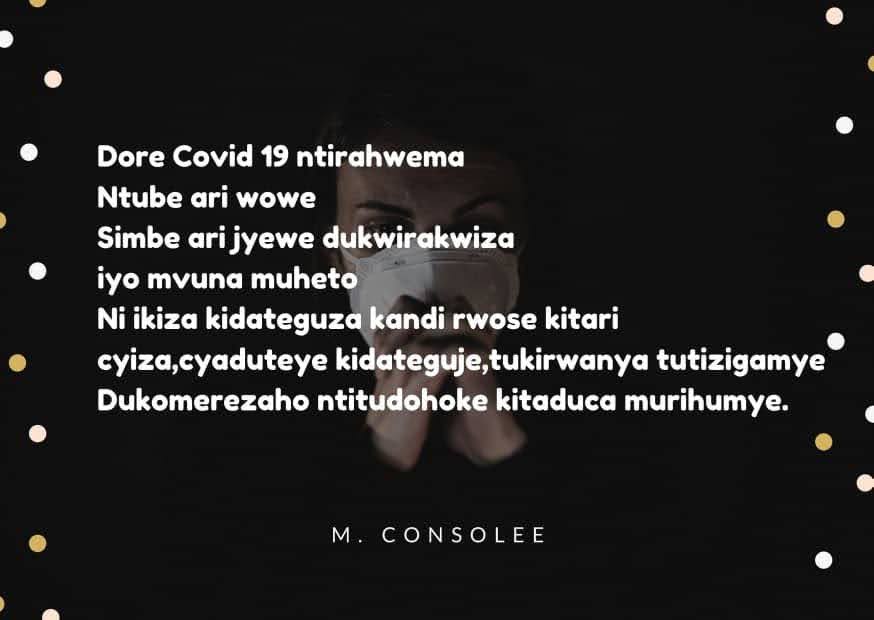 Dore Covid 19 ntirahwema
Ntube ari wowe
Simbe ari jyewe dukwirakwiza
iyo mvuna muheto
Ni ikiza kidateguza kandi rwose kitari
cyiza,cyaduteye kidateguje,tukirwanya tutizigamye
Dukomerezaho ntitudohoke kitaduca murihumye.
M. CONSOLEE